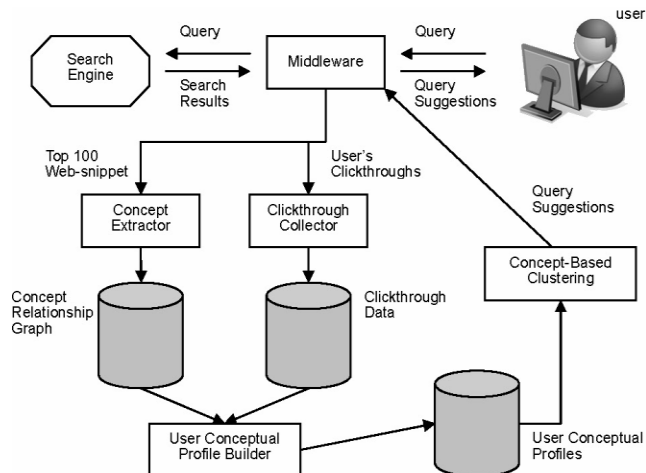 user
Query
Query
Search
Engine
Middleware
Search
Results
Query
Suggestions
Top 100
Web-snippet
User's
Clickthroughs
Query
Suggestions
Concept
Extractor
Clickthrough
Collector
Concept-Based
Clustering
Concept
Relationship
Graph
Clickthrough
Data
User Conceptual
Profile Builder
User Conceptual
Profiles